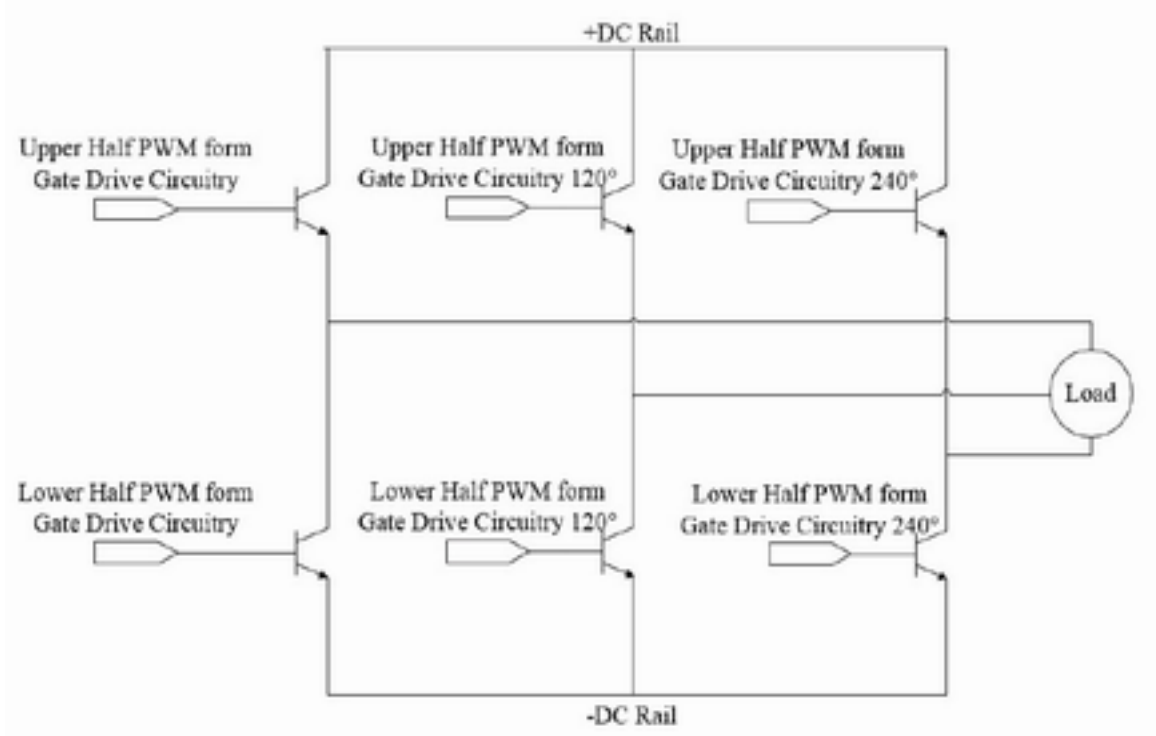 +DC Rail
Upper Half PWM form
Gate Drive Circuitry
Upper Half PWM form
Gate Drive Circuitry 120°
Upper Half PWM form
Gate Drive Circuitry 240°
Load
Lower Half PWM form
Gate Drive Circuitry
Lower Half PWM form
Gate Drive Circuitry 120°
Lower Half PWM form
Gate Drive Circuitry 240°
-DC Rail